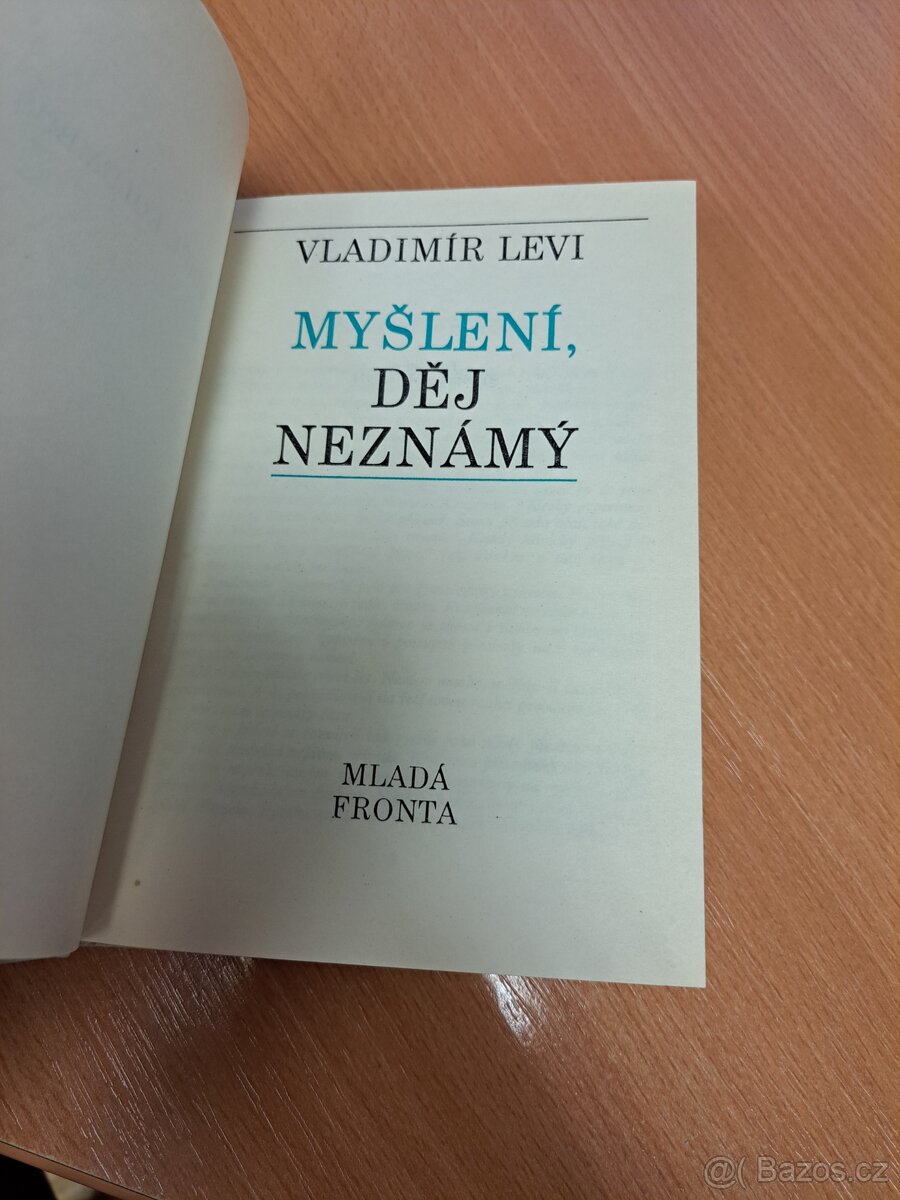 VLADIMÍR LEVI
MYŠLENÍ,
DĚJ
NEZNÁMÝ
MLADÁ
FRONTA
@( Bazos.cz